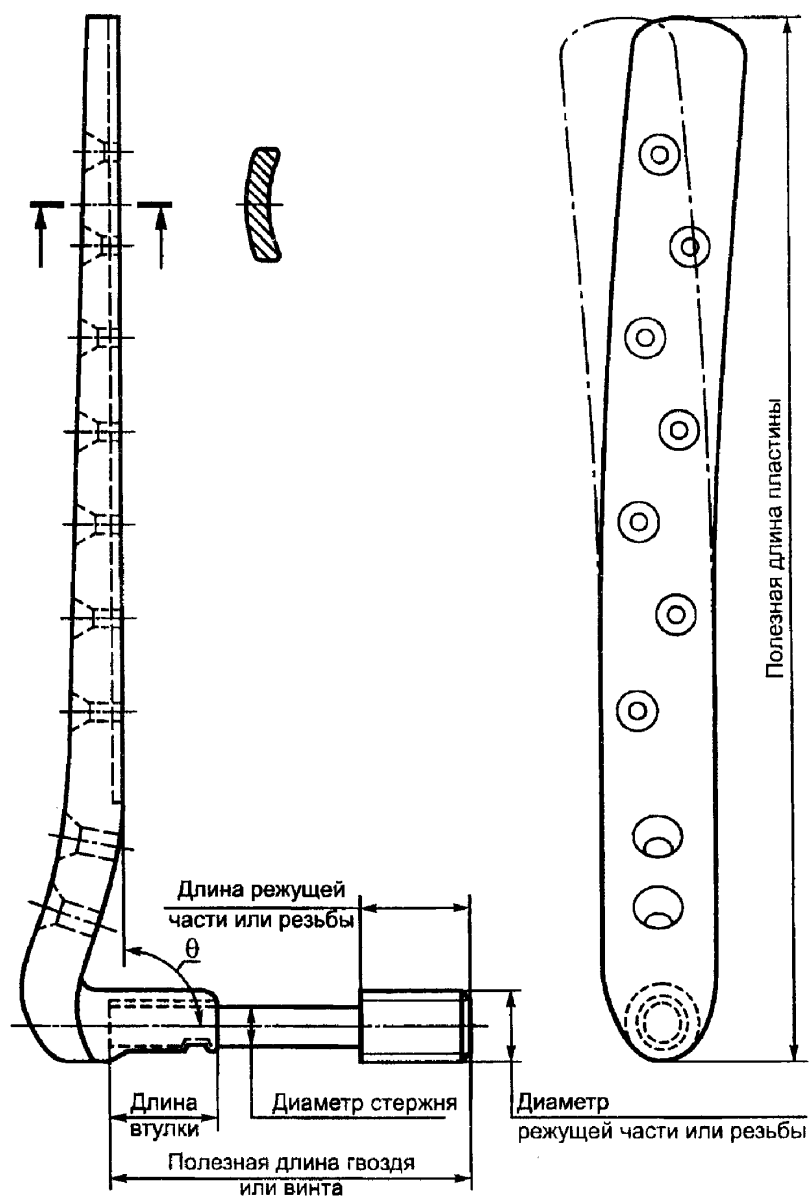 Полезная длина пластины
Длина режущей
части или резьбы
θ
Длина
втулки
Диаметр стержня
Диаметр
режущей части или резьбы
Полезная длина гвоздя
или винта